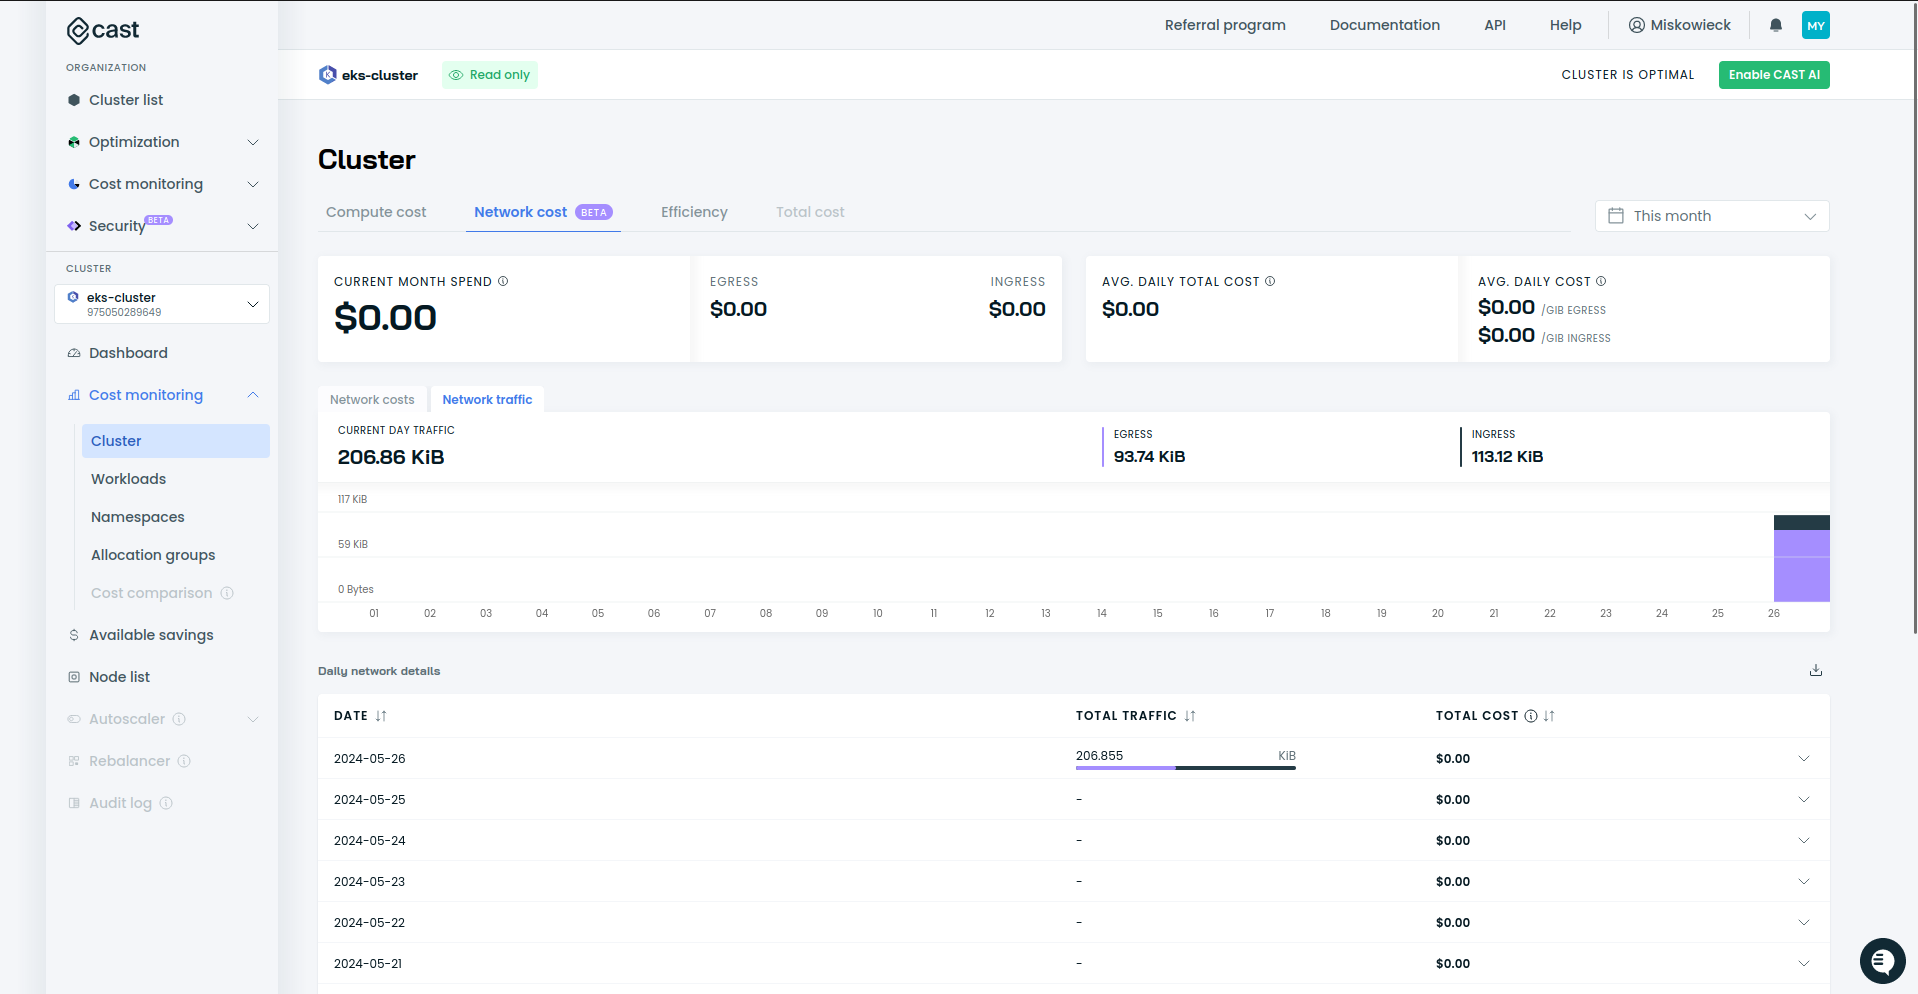 cast
Referral program
Documentation
API
Help
Miskowieck
MY
ORGANIZATION
Cluster list
Optimization
Cost monitoring
Security BETA
CLUSTER
eks-cluster
975050289649
Dashboard
Cost monitoring
Cluster
Workloads
Namespaces
Allocation groups
Cost comparison
Available savings
Node list
Autoscaler
Rebalancer
Audit log
eks-cluster
Read only
CLUSTER IS OPTIMAL
Enable CAST AI
Cluster
Compute cost
Network cost BETA
Efficiency
Total cost
This month
CURRENT MONTH SPEND
$0.00
EGRESS
$0.00
INGRESS
$0.00
AVG. DAILY TOTAL COST
$0.00
AVG. DAILY COST
$0.00 /GIB EGRESS
$0.00 /GIB INGRESS
Network costs
Network traffic
CURRENT DAY TRAFFIC
206.86 KiB
EGRESS
93.74 KiB
INGRESS
113.12 KiB
117 KiB
59 KiB
0 Bytes
01 02 03 04 05 06 07 08 09 10 11 12 13 14 15 16 17 18 19 20 21 22 23 24 25 26
Daily network details
DATE TOTAL TRAFFIC TOTAL COST
2024-05-26 206.855 KiB $0.00
2024-05-25 - $0.00
2024-05-24 - $0.00
2024-05-23 - $0.00
2024-05-22 - $0.00
2024-05-21 - $0.00